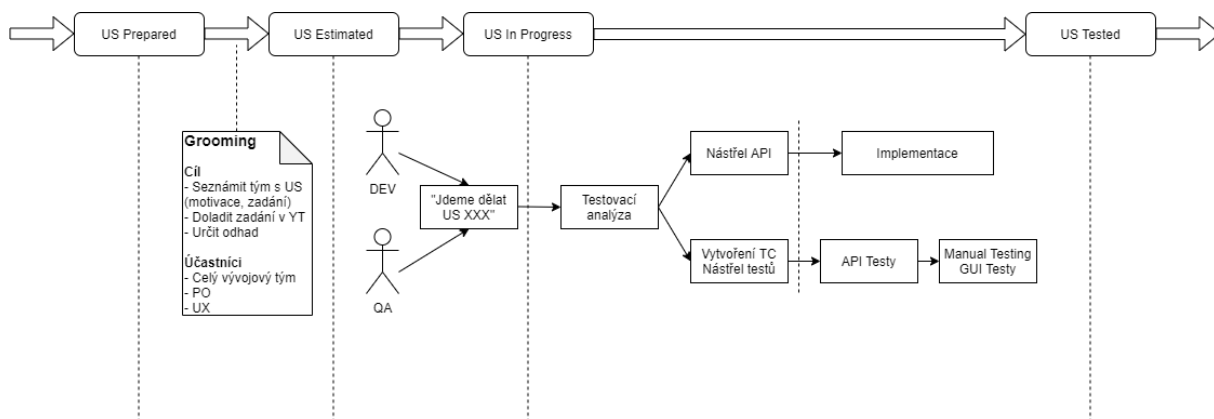 US Prepared
US Estimated
US In Progress
US Tested
Grooming
Cíl
- Seznámit tým s US
(motivace, zadání)
- Doladit zadání v YT
- Určit odhad
Účastníci
- Celý vývojový tým
- PO
- UX
DEV
QA
"Jdeme dělat
US XXX"
Testovací
analýza
Nástřel API
Implementace
Vytvoření TC
Nástřel testů
API Testy
Manual Testing
GUI Testy